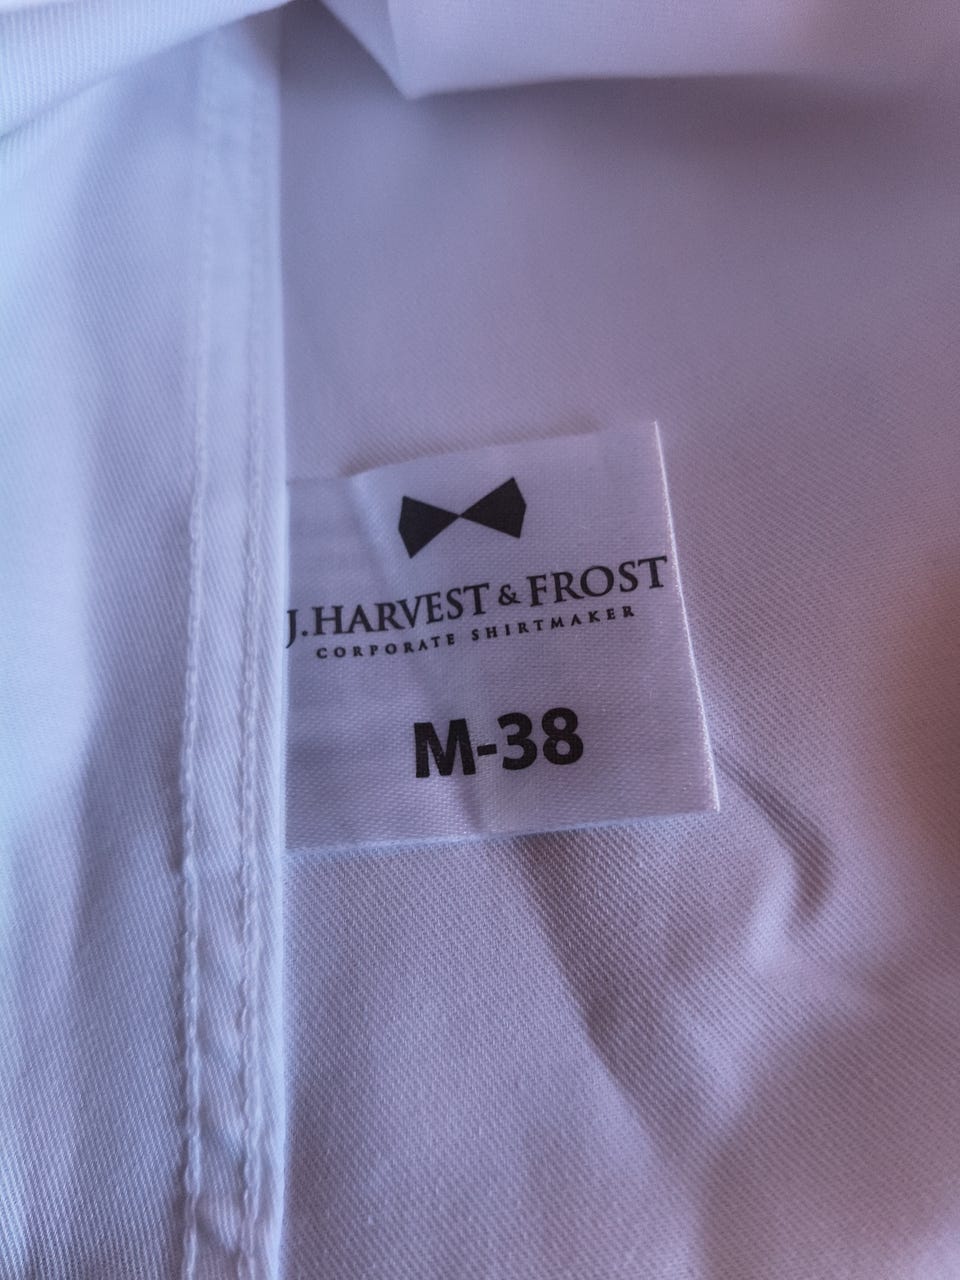 J.HARVEST & FROST
CORPORATE SHIRTMAKER
M-38